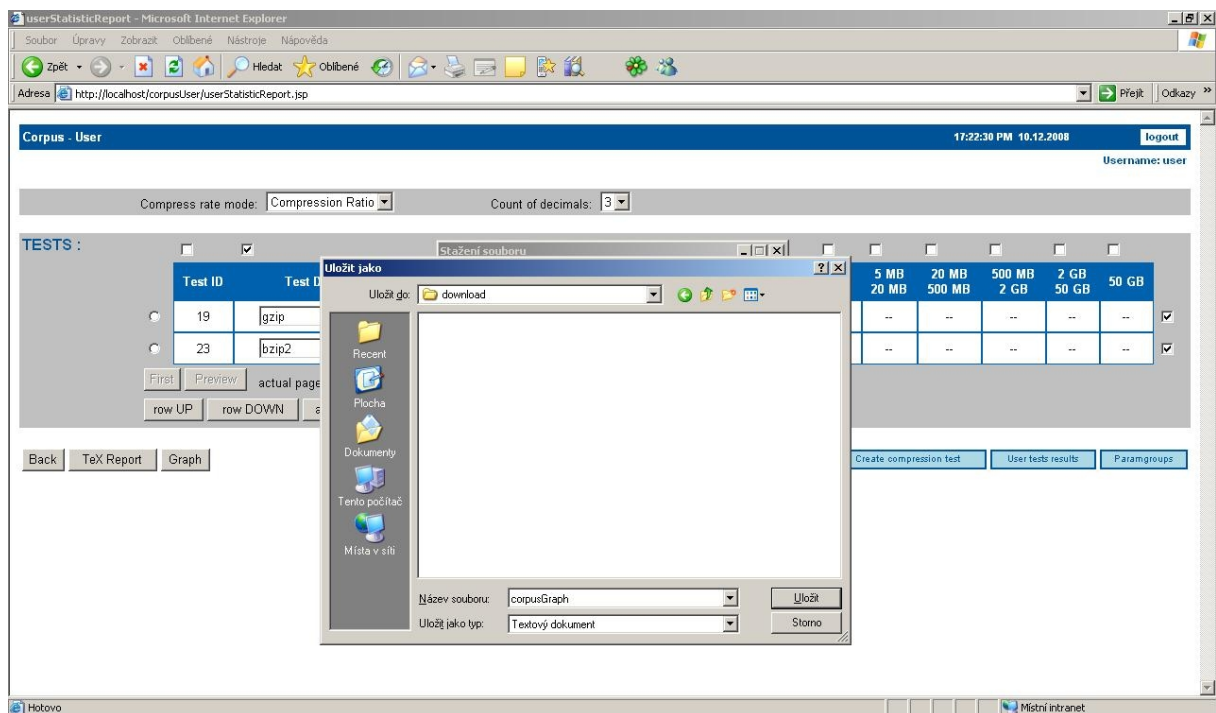 userStatisticReport - Microsoft Internet Explorer
Soubor Úpravy Zobrazit Oblíbené Nástroje Nápověda
Zpět Hledat Oblíbené
Adresa http://localhost/corpusUser/userStatisticReport.jsp Přejít Odkazy »
Corpus - User 17:22:30 PM 10.12.2008 logout
Username: user
Compress rate mode: Compression Ratio Count of decimals: 3
TESTS :
Stažení souboru
Uložit jako
Test ID Test D 5 MB 20 MB 500 MB 2 GB 50 GB
20 MB 500 MB 2 GB 50 GB
Uložit do: download
19 gzip -- -- -- -- --
23 bzip2 -- -- -- -- --
Recent
First Preview actual page
Plocha
row UP row DOWN a
Dokumenty
Back TeX Report Graph Create compression test User tests results Paramgroups
Tento počítač
Místa v síti
Název souboru: corpusGraph Uložit
Uložit jako typ: Textový dokument Storno
Hotovo Místní intranet